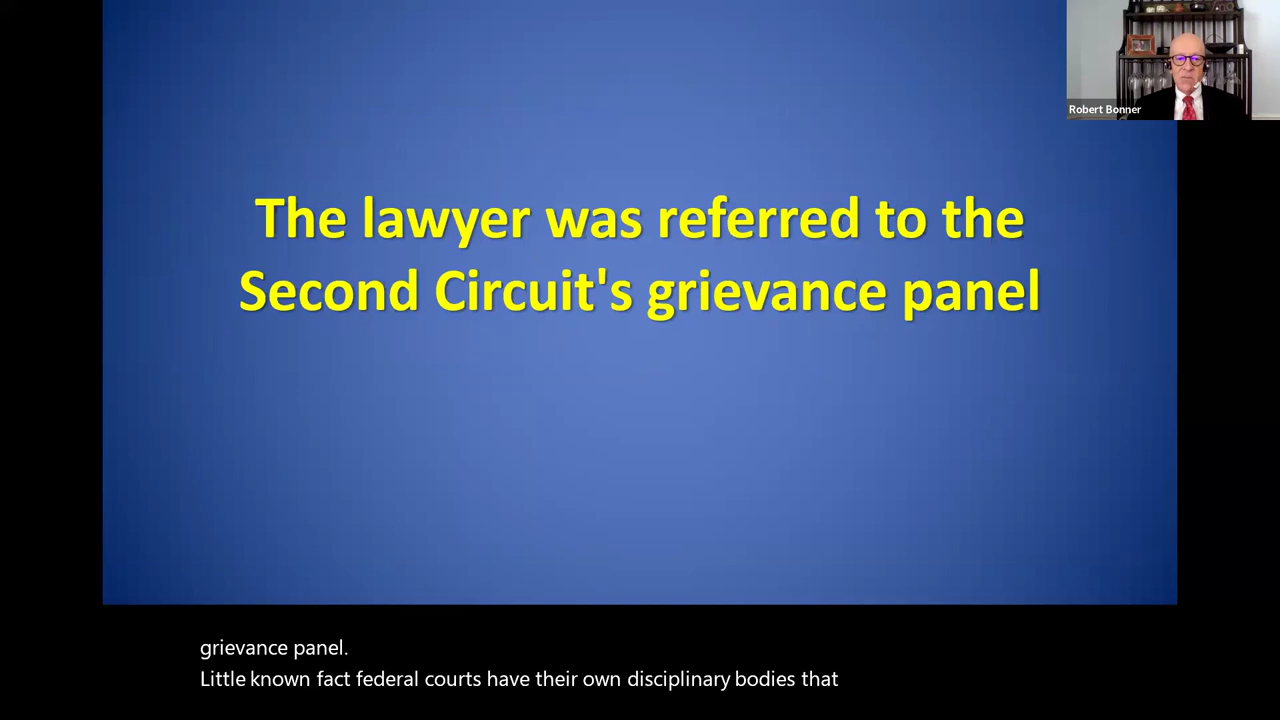 Robert Bonner
The lawyer was referred to the
Second Circuit's grievance panel
grievance panel.
Little known fact federal courts have their own disciplinary bodies that